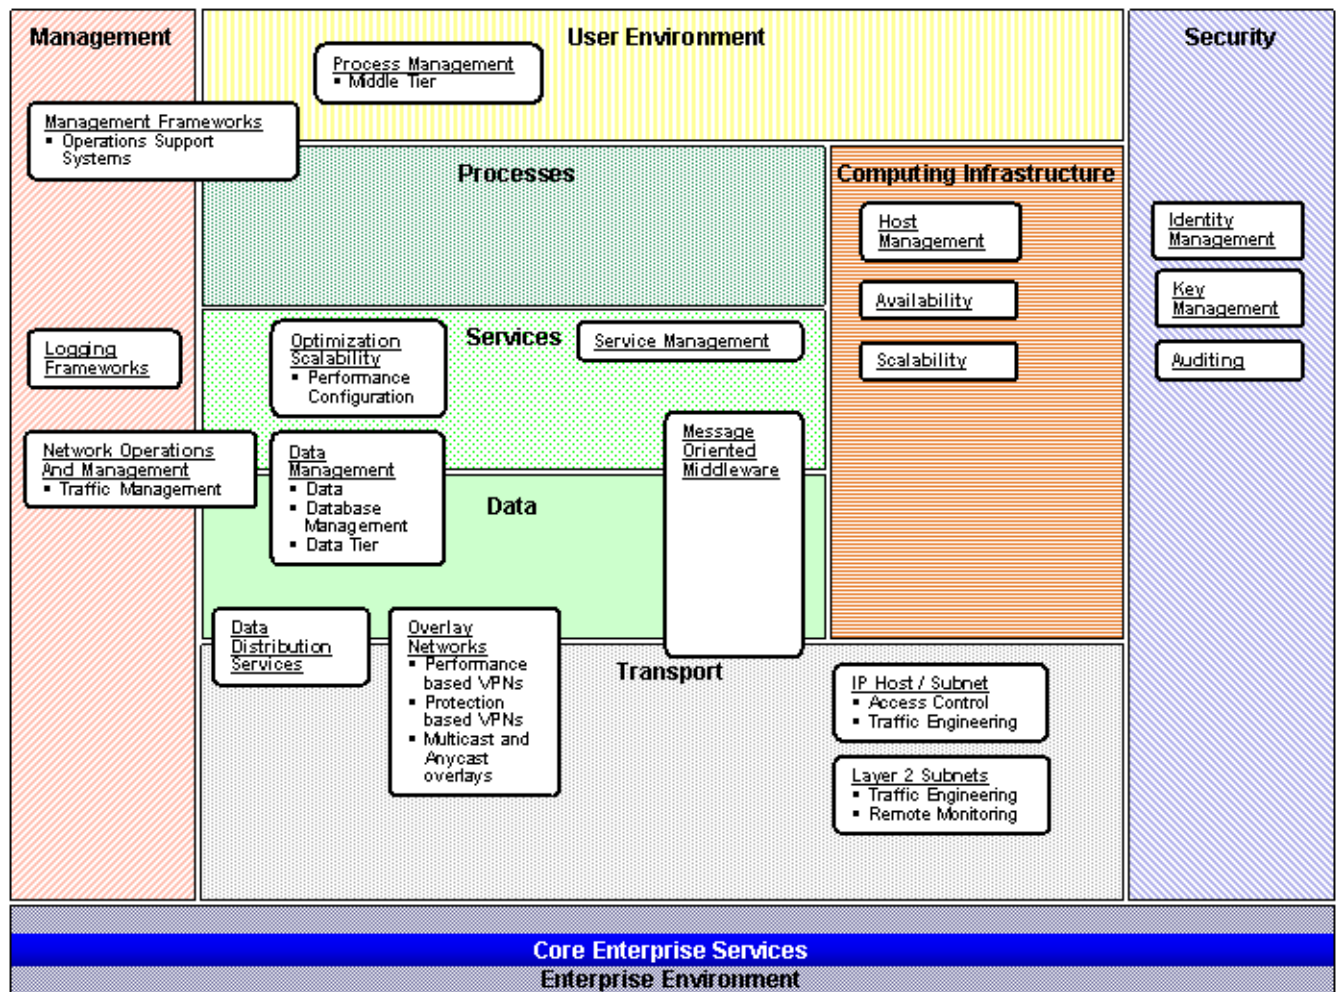 Management
User Environment
Security
Process Management
▪ Middle Tier
Management Frameworks
▪ Operations Support
Systems
Processes
Computing Infrastructure
Host
Management
Availability
Scalability
Identity
Management
Key
Management
Auditing
Logging
Frameworks
Optimization
Scalability
▪ Performance
Configuration
Services
Service Management
Network Operations
And Management
▪ Traffic Management
Data
Management
▪ Data
▪ Database
Management
▪ Data Tier
Message
Oriented
Middleware
Data
Data
Distribution
Services
Overlay
Networks
▪ Performance
based VPNs
▪ Protection
based VPNs
▪ Multicast and
Anycast
overlays
Transport
IP Host / Subnet
▪ Access Control
▪ Traffic Engineering
Layer 2 Subnets
▪ Traffic Engineering
▪ Remote Monitoring
Core Enterprise Services
Enterprise Environment